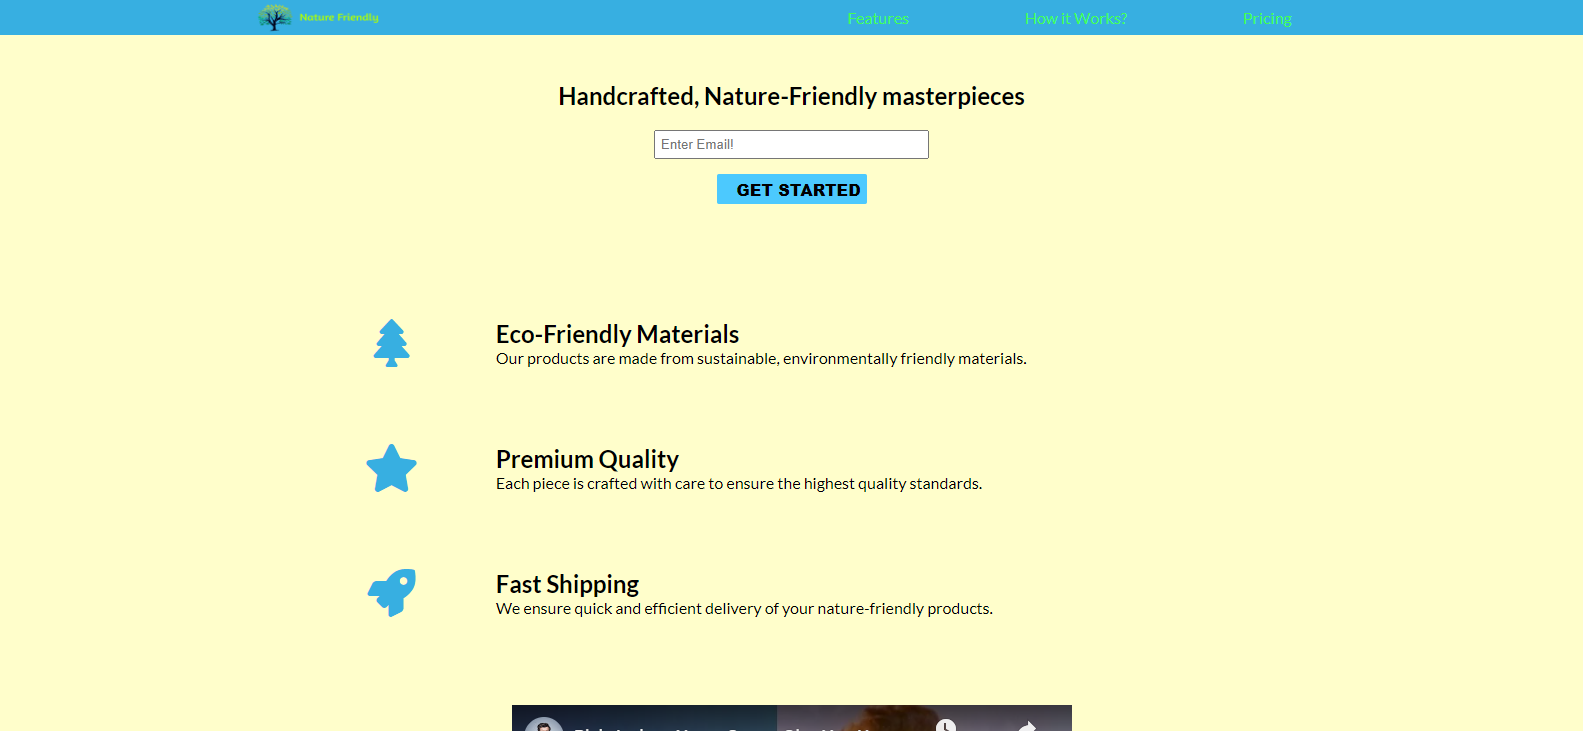 Nature Friendly
Features
How it Works?
Pricing
Handcrafted, Nature-Friendly masterpieces
Enter Email!
GET STARTED
Eco-Friendly Materials
Our products are made from sustainable, environmentally friendly materials.
Premium Quality
Each piece is crafted with care to ensure the highest quality standards.
Fast Shipping
We ensure quick and efficient delivery of your nature-friendly products.